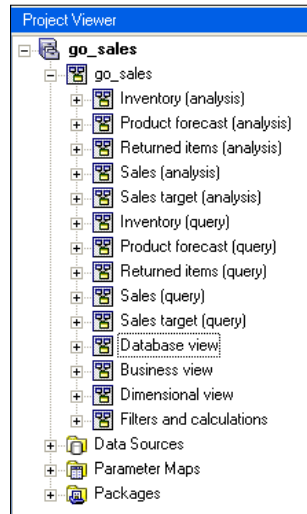 Project Viewer
go_sales
go_sales
Inventory (analysis)
Product forecast (analysis)
Returned items (analysis)
Sales (analysis)
Sales target (analysis)
Inventory (query)
Product forecast (query)
Returned items (query)
Sales (query)
Sales target (query)
Database view
Business view
Dimensional view
Filters and calculations
Data Sources
Parameter Maps
Packages